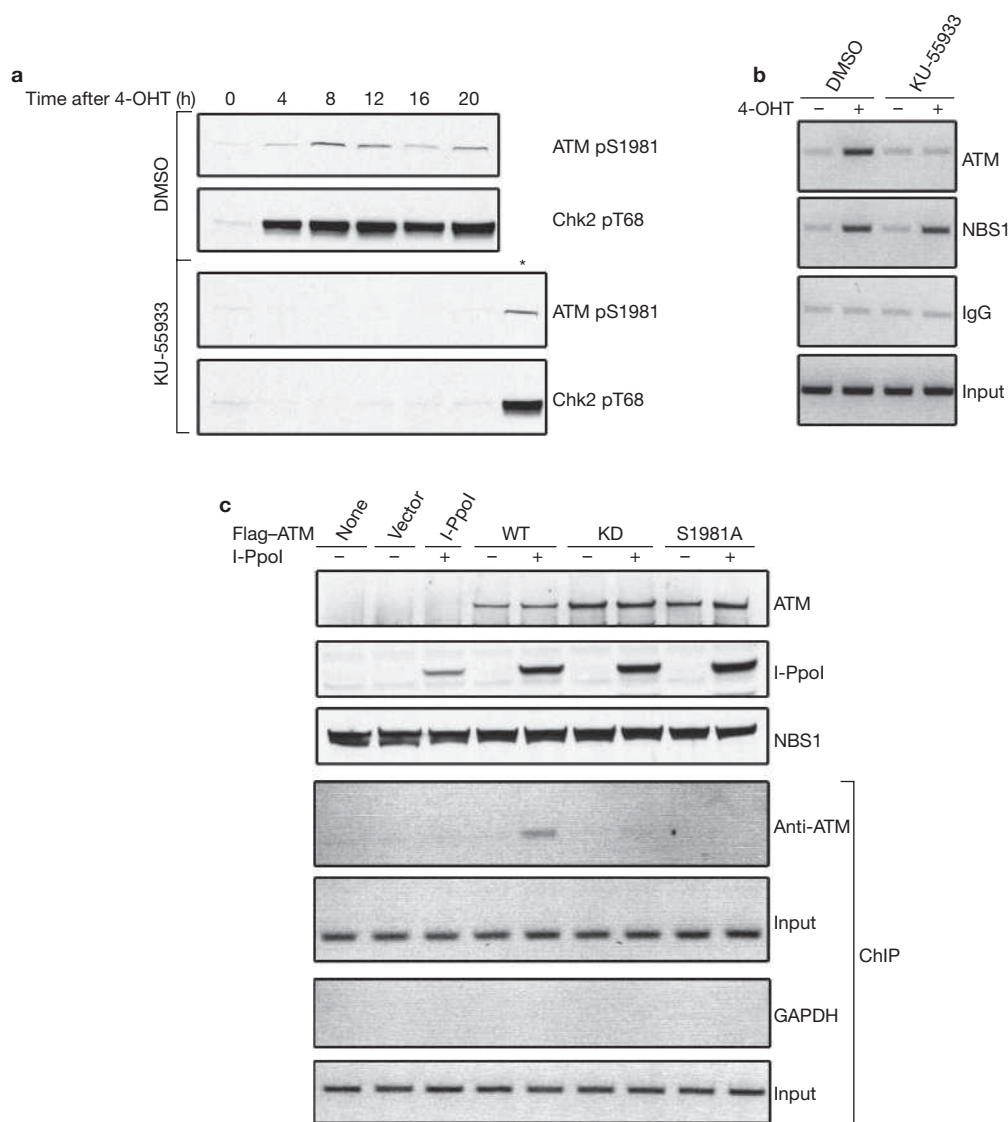 a
Time after 4-OHT (h) 0 4 8 12 16 20
DMSO
ATM pS1981
Chk2 pT68
*
KU-55933
ATM pS1981
Chk2 pT68
b
DMSO KU-55933
4-OHT – + – +
ATM
NBS1
IgG
Input
c
Flag–ATM None Vector I-PpoI WT KD S1981A
I-PpoI – – + – + – + – +
ATM
I-PpoI
NBS1
Anti-ATM
Input
ChIP
GAPDH
Input